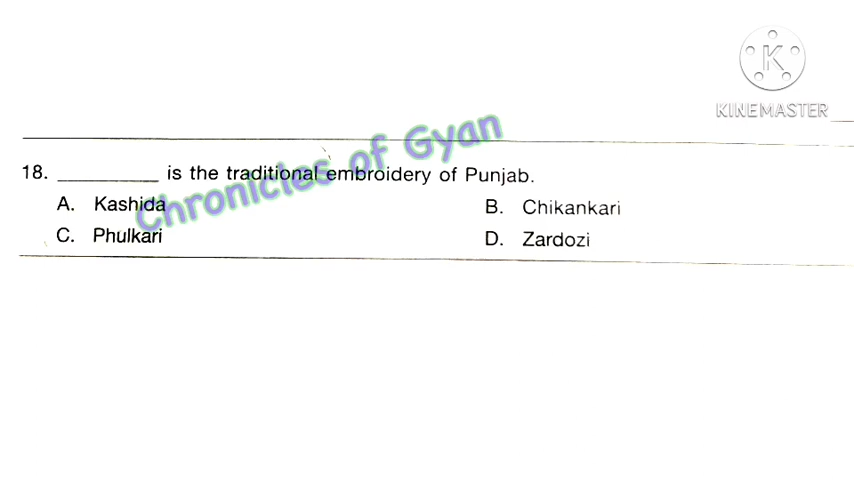 KINEMASTER
Chronicles of Gyan
18. __________ is the traditional embroidery of Punjab.
A. Kashida B. Chikankari
C. Phulkari D. Zardozi